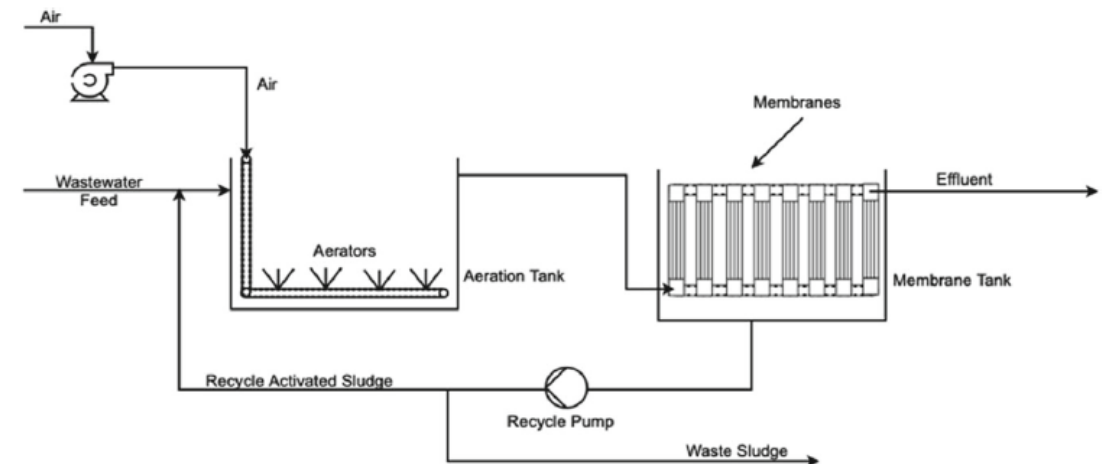 Air
Air
Membranes
Wastewater
Feed
Effluent
Aerators
Aeration Tank
Membrane Tank
Recycle Activated Sludge
Recycle Pump
Waste Sludge